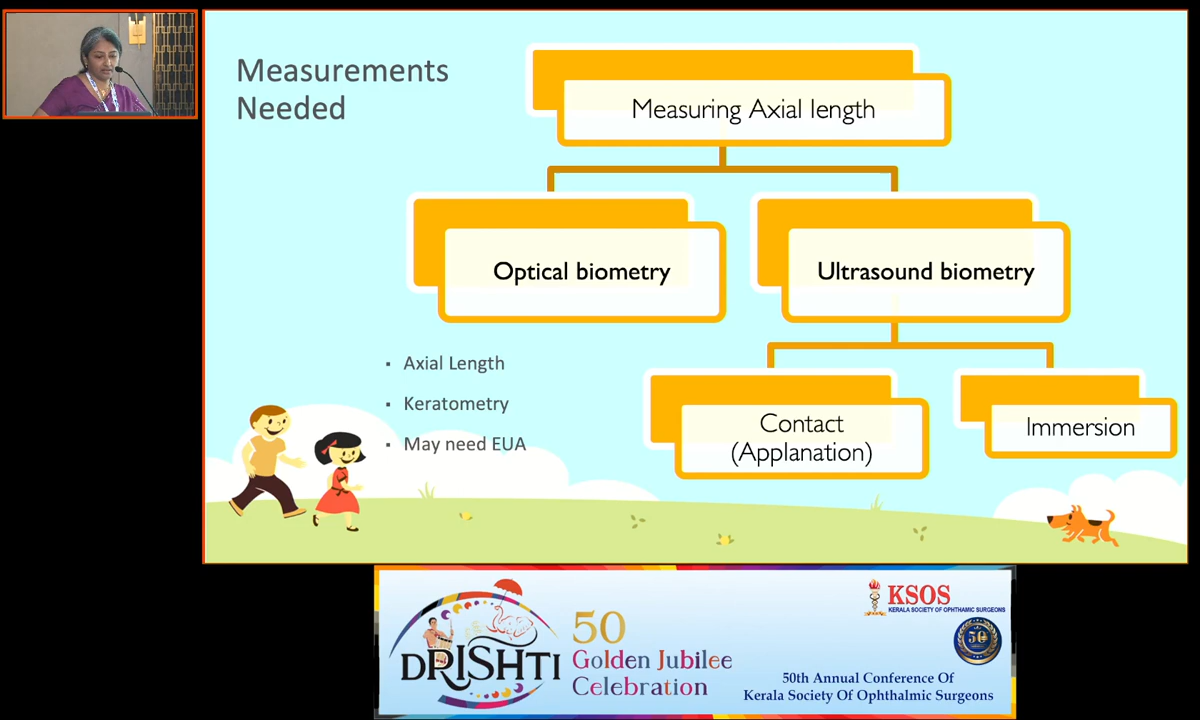 Measurements
Needed
Measuring Axial length
Optical biometry
Ultrasound biometry
▪ Axial Length
▪ Keratometry
▪ May need EUA
Contact
(Applanation)
Immersion
DRISHTI
50
Golden Jubilee
Celebration
KSOS
KERALA SOCIETY OF OPHTHAMIC SURGEONS
50
50th Annual Conference Of
Kerala Society Of Ophthalmic Surgeons